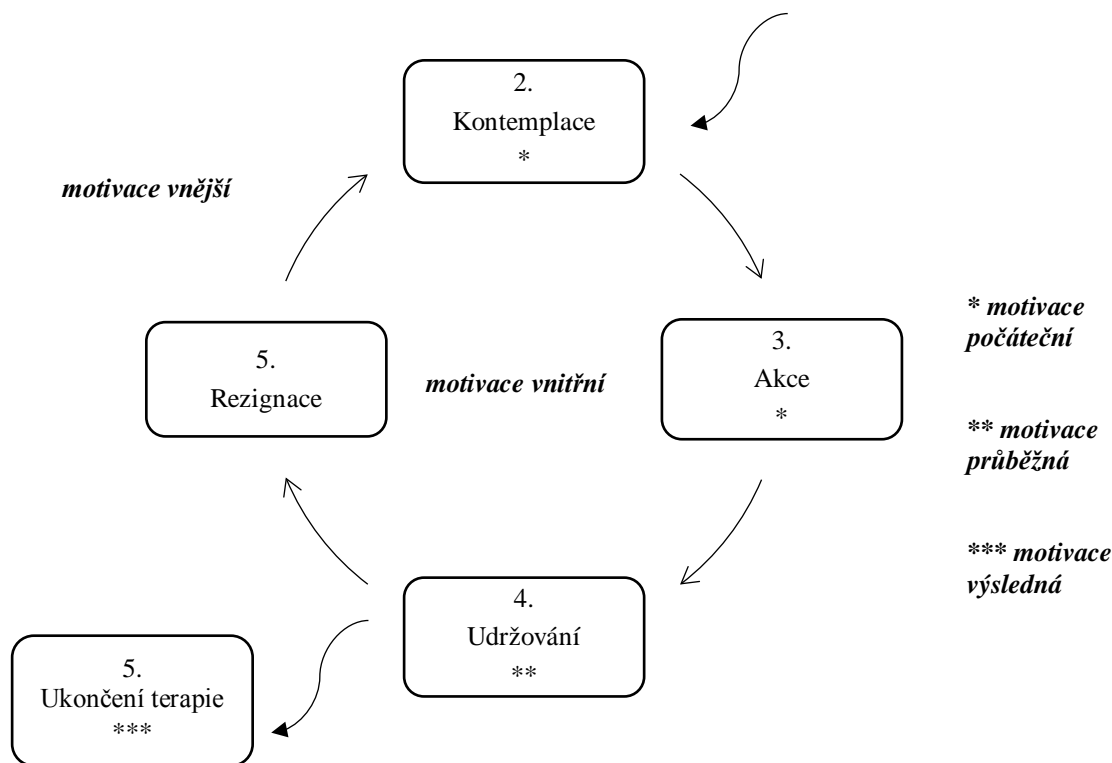 2.
Kontemplace
*
motivace vnější
5.
Rezignace
motivace vnitřní
3.
Akce
*
* motivace
počáteční
** motivace
průběžná
*** motivace
výsledná
4.
Udržování
**
5.
Ukončení terapie
***